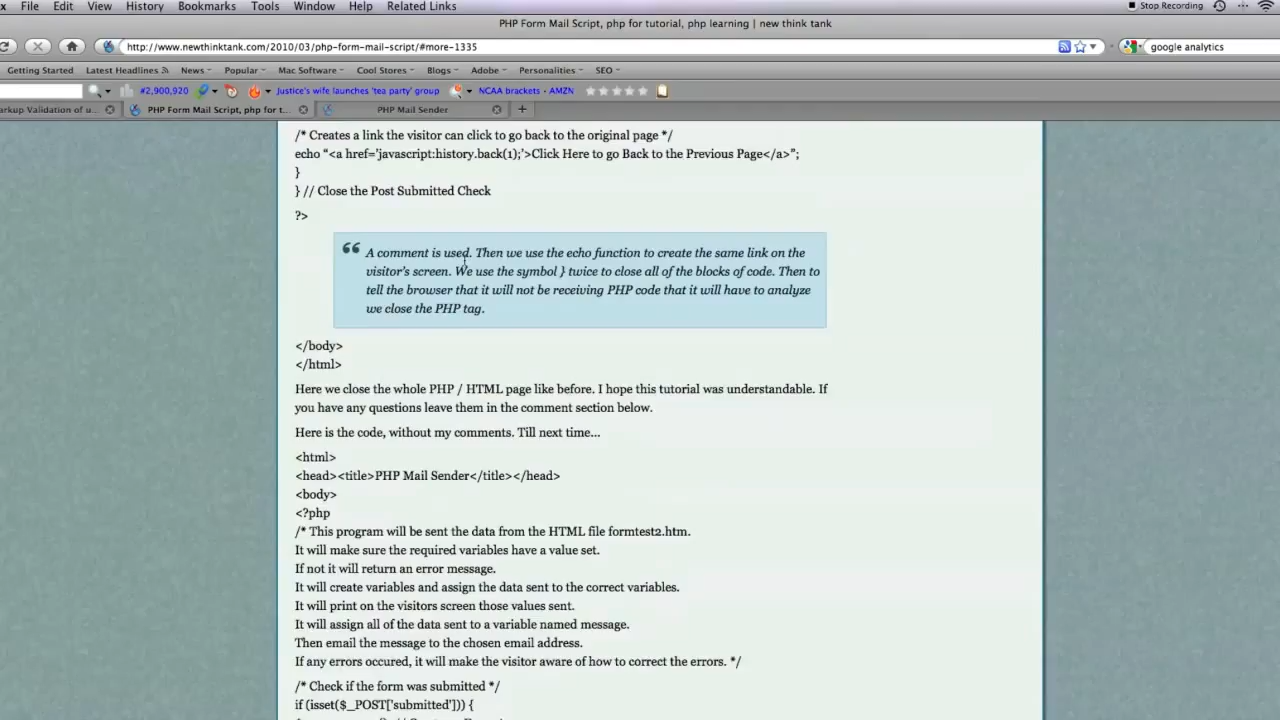 x File Edit View History Bookmarks Tools Window Help Related Links Stop Recording
PHP Form Mail Script, php for tutorial, php learning | new think tank
http://www.newthinktank.com/2010/03/php-form-mail-script/#more-1335 google analytics
Getting Started Latest Headlines News Popular Mac Software Cool Stores Blogs Adobe Personalities SEO
#2,900,920 Justice's wife launches 'tea party' group NCAA brackets - AMZN
arkup Validation of u... PHP Form Mail Script, php for t... PHP Mail Sender
/* Creates a link the visitor can click to go back to the original page */
echo “<a href=’javascript:history.back(1);’>Click Here to go Back to the Previous Page</a>”;
}
} // Close the Post Submitted Check
?>
“ A comment is used. Then we use the echo function to create the same link on the
visitor's screen. We use the symbol } twice to close all of the blocks of code. Then to
tell the browser that it will not be receiving PHP code that it will have to analyze
we close the PHP tag.
</body>
</html>
Here we close the whole PHP / HTML page like before. I hope this tutorial was understandable. If
you have any questions leave them in the comment section below.
Here is the code, without my comments. Till next time...
<html>
<head><title>PHP Mail Sender</title></head>
<body>
<?php
/* This program will be sent the data from the HTML file formtest2.htm.
It will make sure the required variables have a value set.
If not it will return an error message.
It will create variables and assign the data sent to the correct variables.
It will print on the visitors screen those values sent.
It will assign all of the data sent to a variable named message.
Then email the message to the chosen email address.
If any errors occured, it will make the visitor aware of how to correct the errors. */
/* Check if the form was submitted */
if (isset($_POST['submitted'])) {